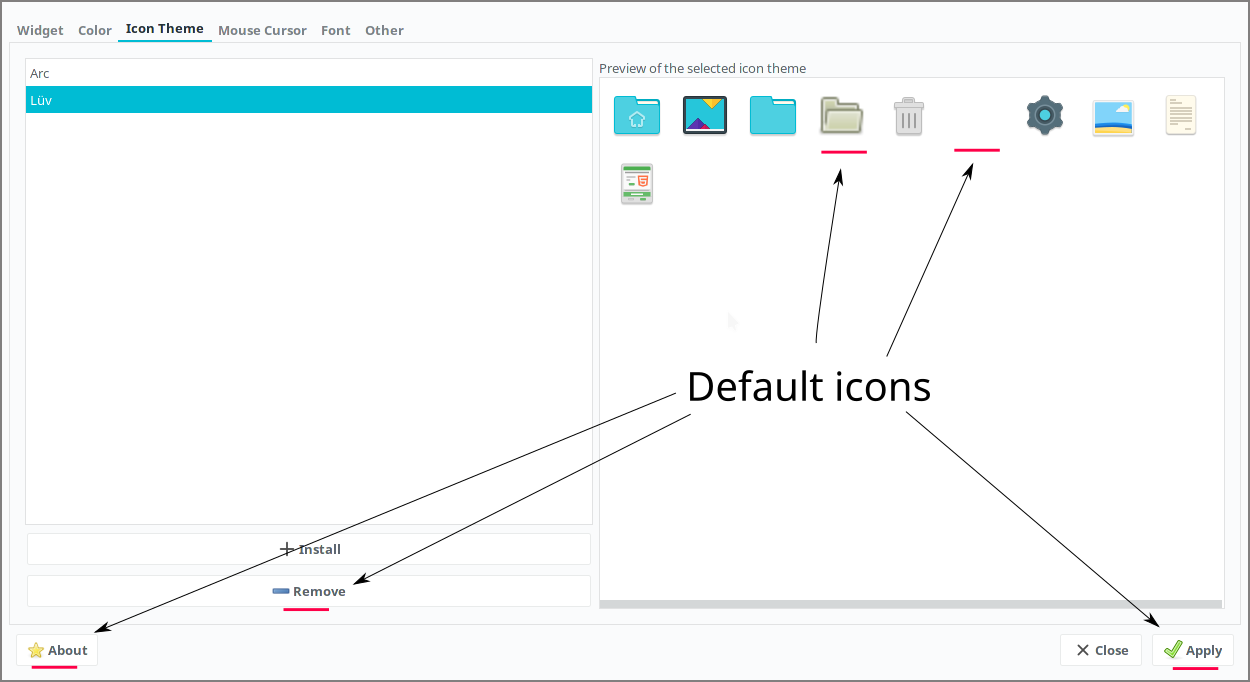 Widget Color Icon Theme Mouse Cursor Font Other
Arc
Lüv
Preview of the selected icon theme
Default icons
Install
Remove
About
Close
Apply